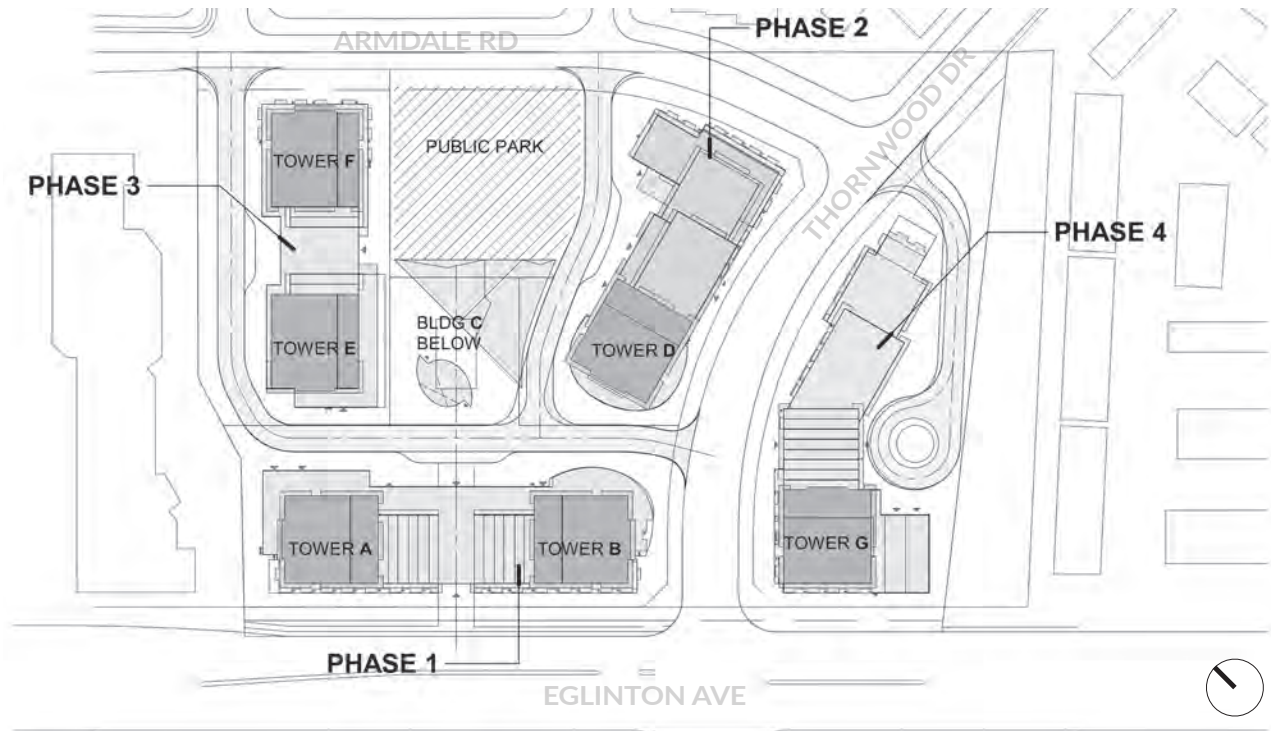 ARMDALE RD
PHASE 2
THORNWOOD DR
PUBLIC PARK
TOWER F
PHASE 3
PHASE 4
BLDG C
BELOW
TOWER E
TOWER D
TOWER A
TOWER B
TOWER G
PHASE 1
EGLINTON AVE